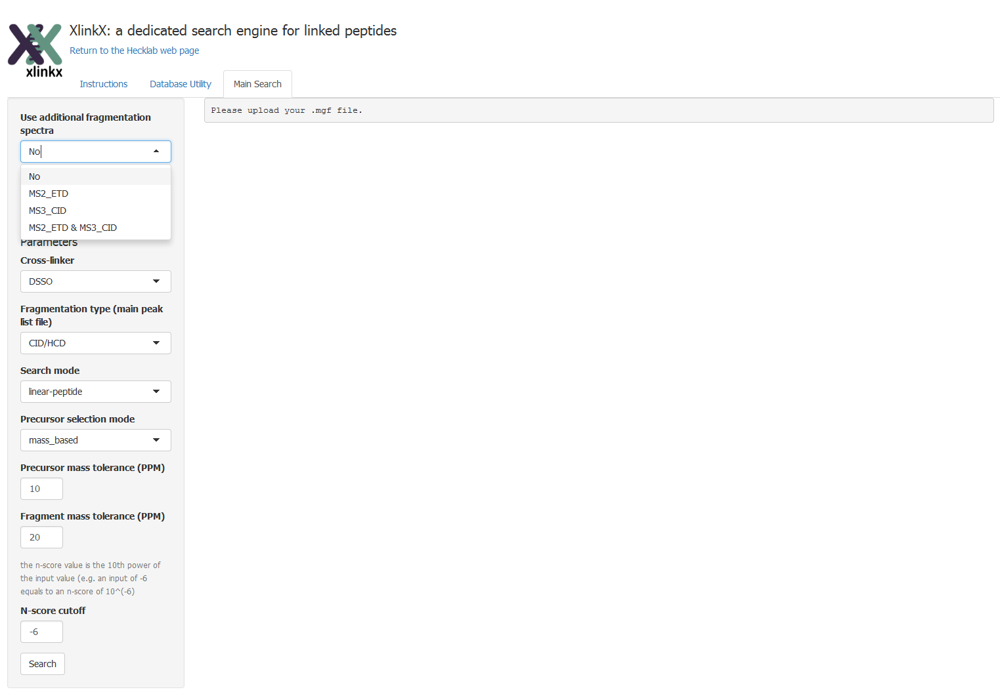 XlinkX: a dedicated search engine for linked peptides
Return to the Hecklab web page
xlinkx
Instructions
Database Utility
Main Search
Please upload your .mgf file.
Use additional fragmentation
spectra
No
No
MS2_ETD
MS3_CID
MS2_ETD & MS3_CID
Parameters
Cross-linker
DSSO
Fragmentation type (main peak
list file)
CID/HCD
Search mode
linear-peptide
Precursor selection mode
mass_based
Precursor mass tolerance (PPM)
10
Fragment mass tolerance (PPM)
20
the n-score value is the 10th power of
the input value (e.g. an input of -6
equals to an n-score of 10^(-6)
N-score cutoff
-6
Search